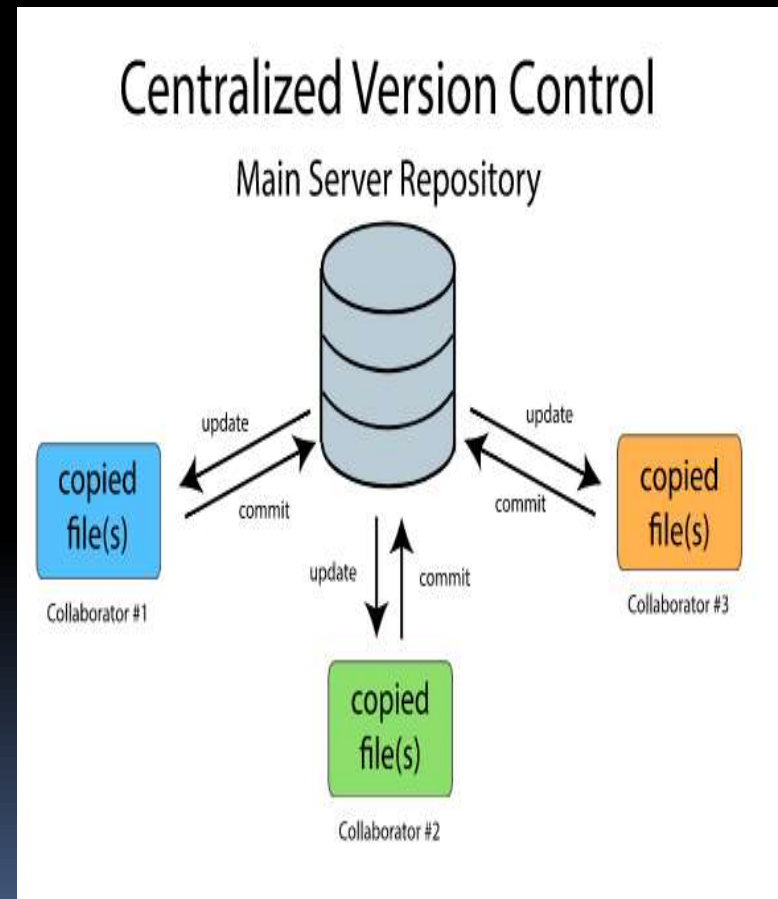 Centralized Version Control
Main Server Repository
update
commit
copied
file(s)
Collaborator #1
update
commit
copied
file(s)
Collaborator #3
update
commit
copied
file(s)
Collaborator #2